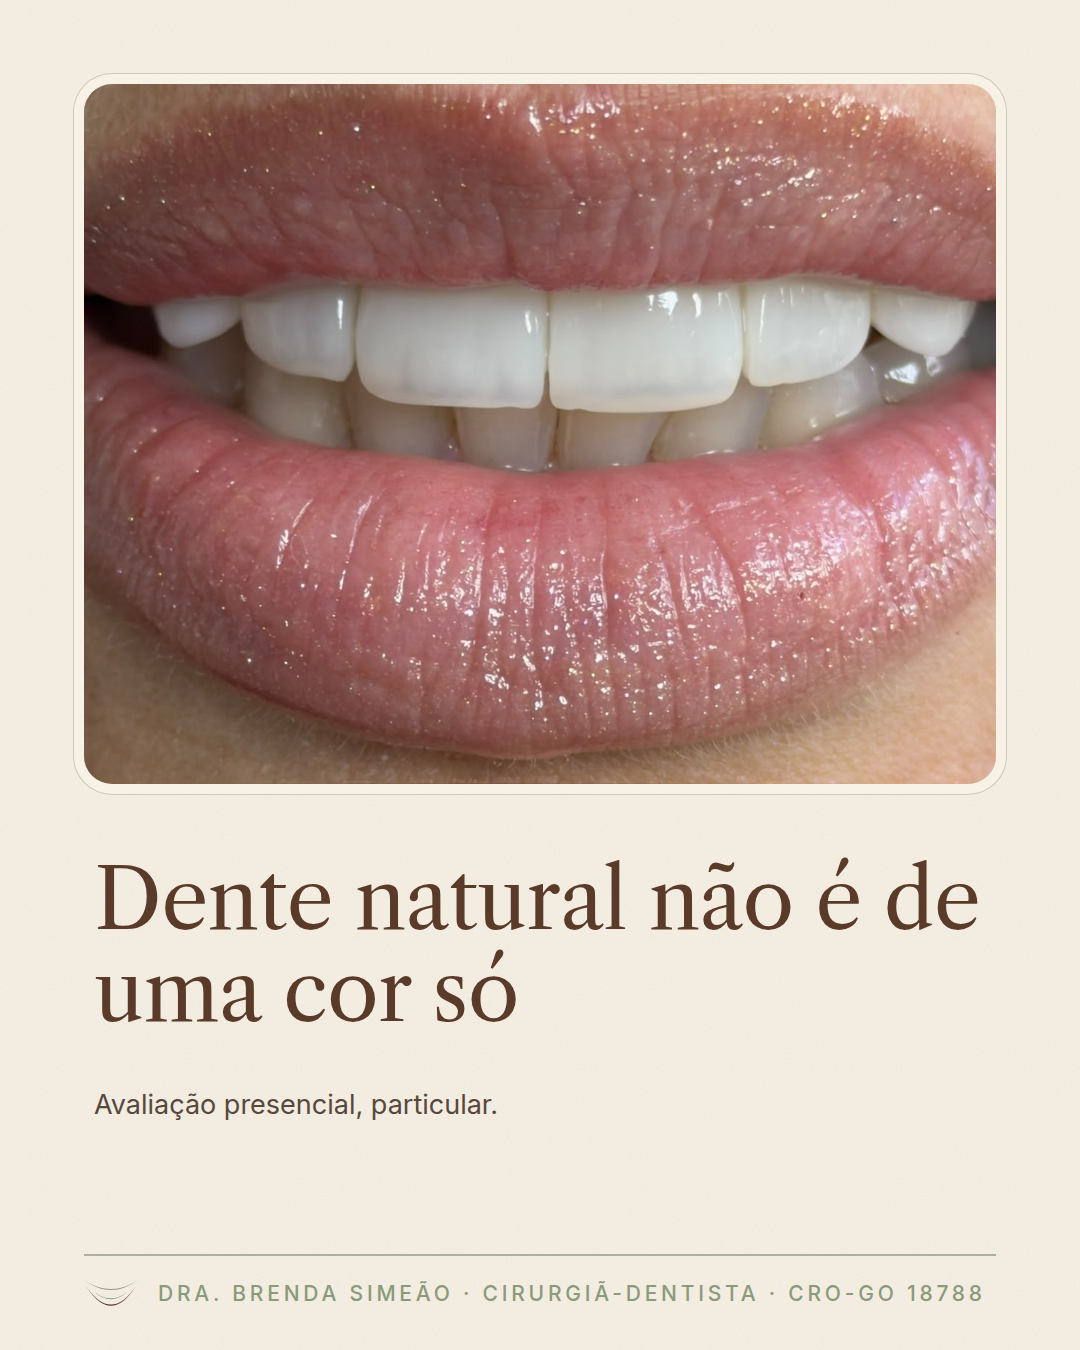 Dente natural não é de
uma cor só
Avaliação presencial, particular.
DRA. BRENDA SIMEÃO · CIRURGIÃ-DENTISTA · CRO-GO 18788